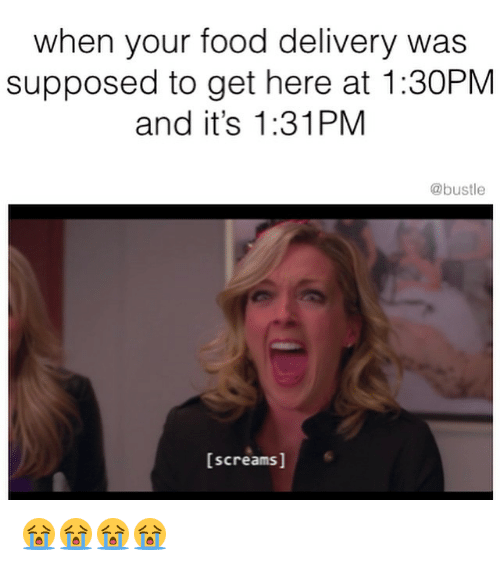 when your food delivery was
supposed to get here at 1:30PM
and it's 1:31PM
@bustle
[screams]
😭😭😭😭